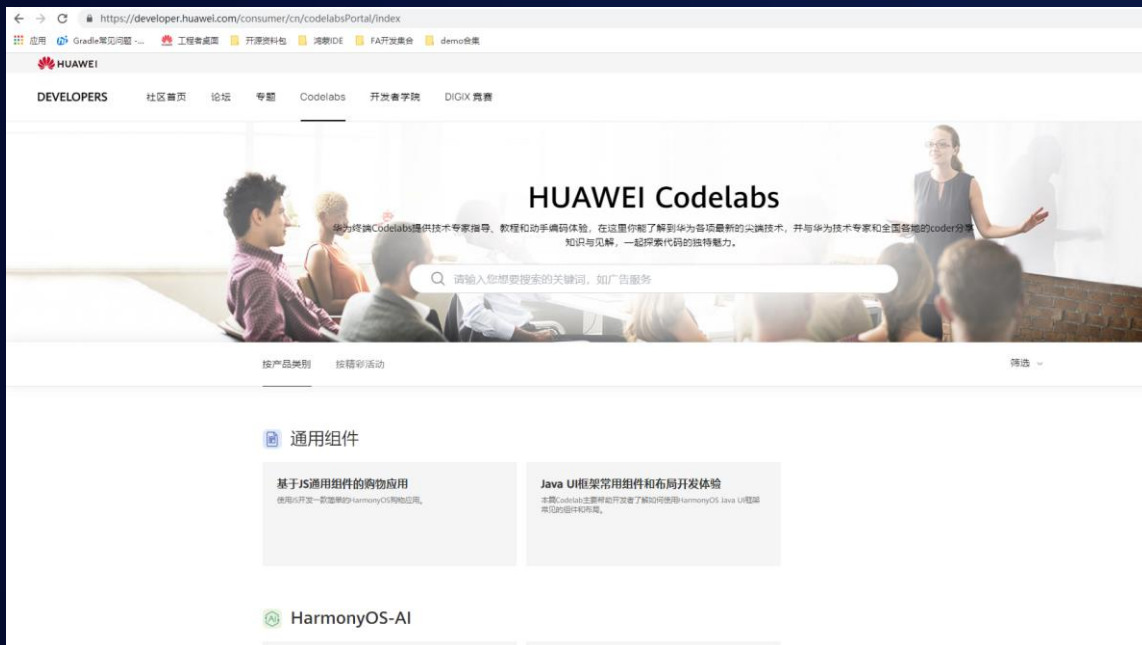 https://developer.huawei.com/consumer/cn/codelabsPortal/index
应用 Gradle常见问题 -... 工程者桌面 开源资料包 鸿蒙IDE FA开发集合 demo合集
HUAWEI
DEVELOPERS 社区首页 论坛 专题 Codelabs 开发者学院 DIGIX 竞赛
HUAWEI Codelabs
华为终端Codelabs提供技术专家指导、教程和动手编码体验，在这里你能了解到华为各项最新的尖端技术，并与华为技术专家和全国各地的coder分享
知识与见解，一起探索代码的独特魅力。
请输入您想要搜索的关键词，如广告服务
按产品类别 按精彩活动 筛选
通用组件
基于JS通用组件的购物应用 Java UI框架常用组件和布局开发体验
使用JS开发一款简单的HarmonyOS购物应用。 本篇Codelab主要帮助开发者了解如何使用HarmonyOS Java UI框架
常见的组件和布局。
HarmonyOS-AI